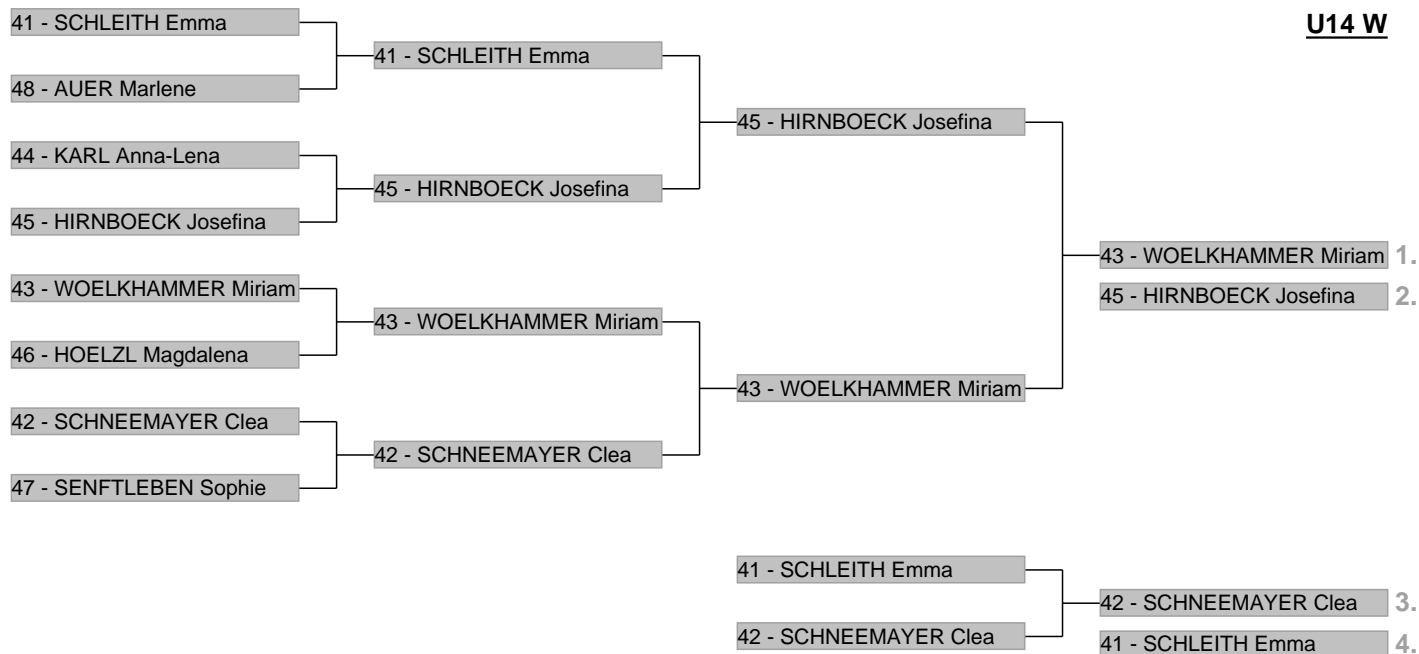 U14 W
41 - SCHLEITH Emma
48 - AUER Marlene
44 - KARL Anna-Lena
45 - HIRNBOECK Josefina
43 - WOELKHAMMER Miriam
46 - HOELZL Magdalena
42 - SCHNEEMAYER Clea
47 - SENFTLEBEN Sophie
41 - SCHLEITH Emma
45 - HIRNBOECK Josefina
43 - WOELKHAMMER Miriam
42 - SCHNEEMAYER Clea
45 - HIRNBOECK Josefina
43 - WOELKHAMMER Miriam
43 - WOELKHAMMER Miriam 1.
45 - HIRNBOECK Josefina 2.
41 - SCHLEITH Emma
42 - SCHNEEMAYER Clea
42 - SCHNEEMAYER Clea 3.
41 - SCHLEITH Emma 4.